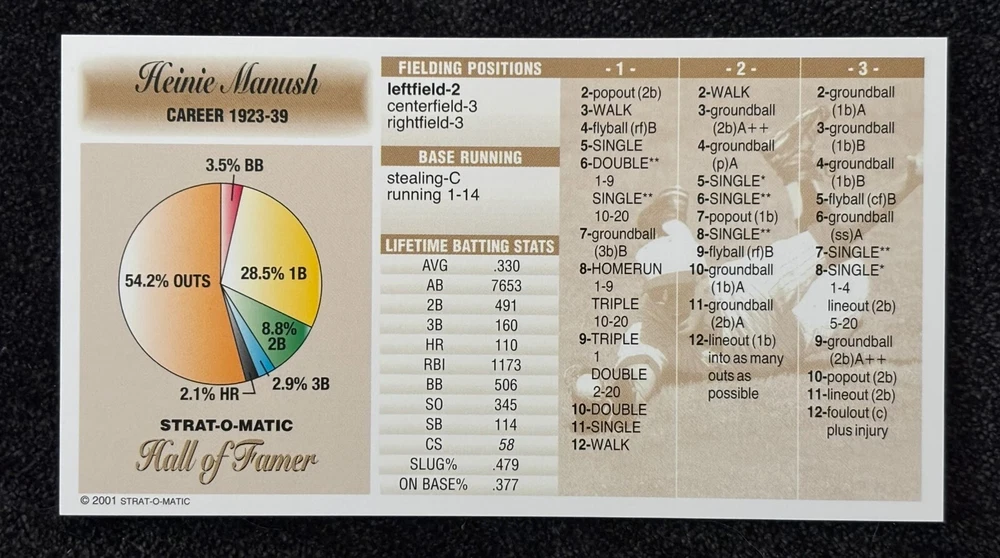 Heinie Manush
CAREER 1923-39
3.5% BB
54.2% OUTS
28.5% 1B
8.8%
2B
2.9% 3B
2.1% HR
STRAT-O-MATIC
Hall of Famer
© 2001 STRAT-O-MATIC
FIELDING POSITIONS
leftfield-2
centerfield-3
rightfield-3
BASE RUNNING
stealing-C
running 1-14
LIFETIME BATTING STATS
AVG .330
AB 7653
2B 491
3B 160
HR 110
RBI 1173
BB 506
SO 345
SB 114
CS 58
SLUG% .479
ON BASE% .377
- 1 -
2-popout (2b)
3-WALK
4-flyball (rf)B
5-SINGLE
6-DOUBLE**
1-9
SINGLE**
10-20
7-groundball
(3b)B
8-HOMERUN
1-9
TRIPLE
10-20
9-TRIPLE
1
DOUBLE
2-20
10-DOUBLE
11-SINGLE
12-WALK
- 2 -
2-WALK
3-groundball
(2b)A++
4-groundball
(p)A
5-SINGLE*
6-SINGLE**
7-popout (1b)
8-SINGLE**
9-flyball (rf)B
10-groundball
(1b)A
11-groundball
(2b)A
12-lineout (1b)
into as many
outs as
possible
- 3 -
2-groundball
(1b)A
3-groundball
(1b)B
4-groundball
(1b)B
5-flyball (cf)B
6-groundball
(ss)A
7-SINGLE**
8-SINGLE*
1-4
lineout (2b)
5-20
9-groundball
(2b)A++
10-popout (2b)
11-lineout (2b)
12-foulout (c)
plus injury